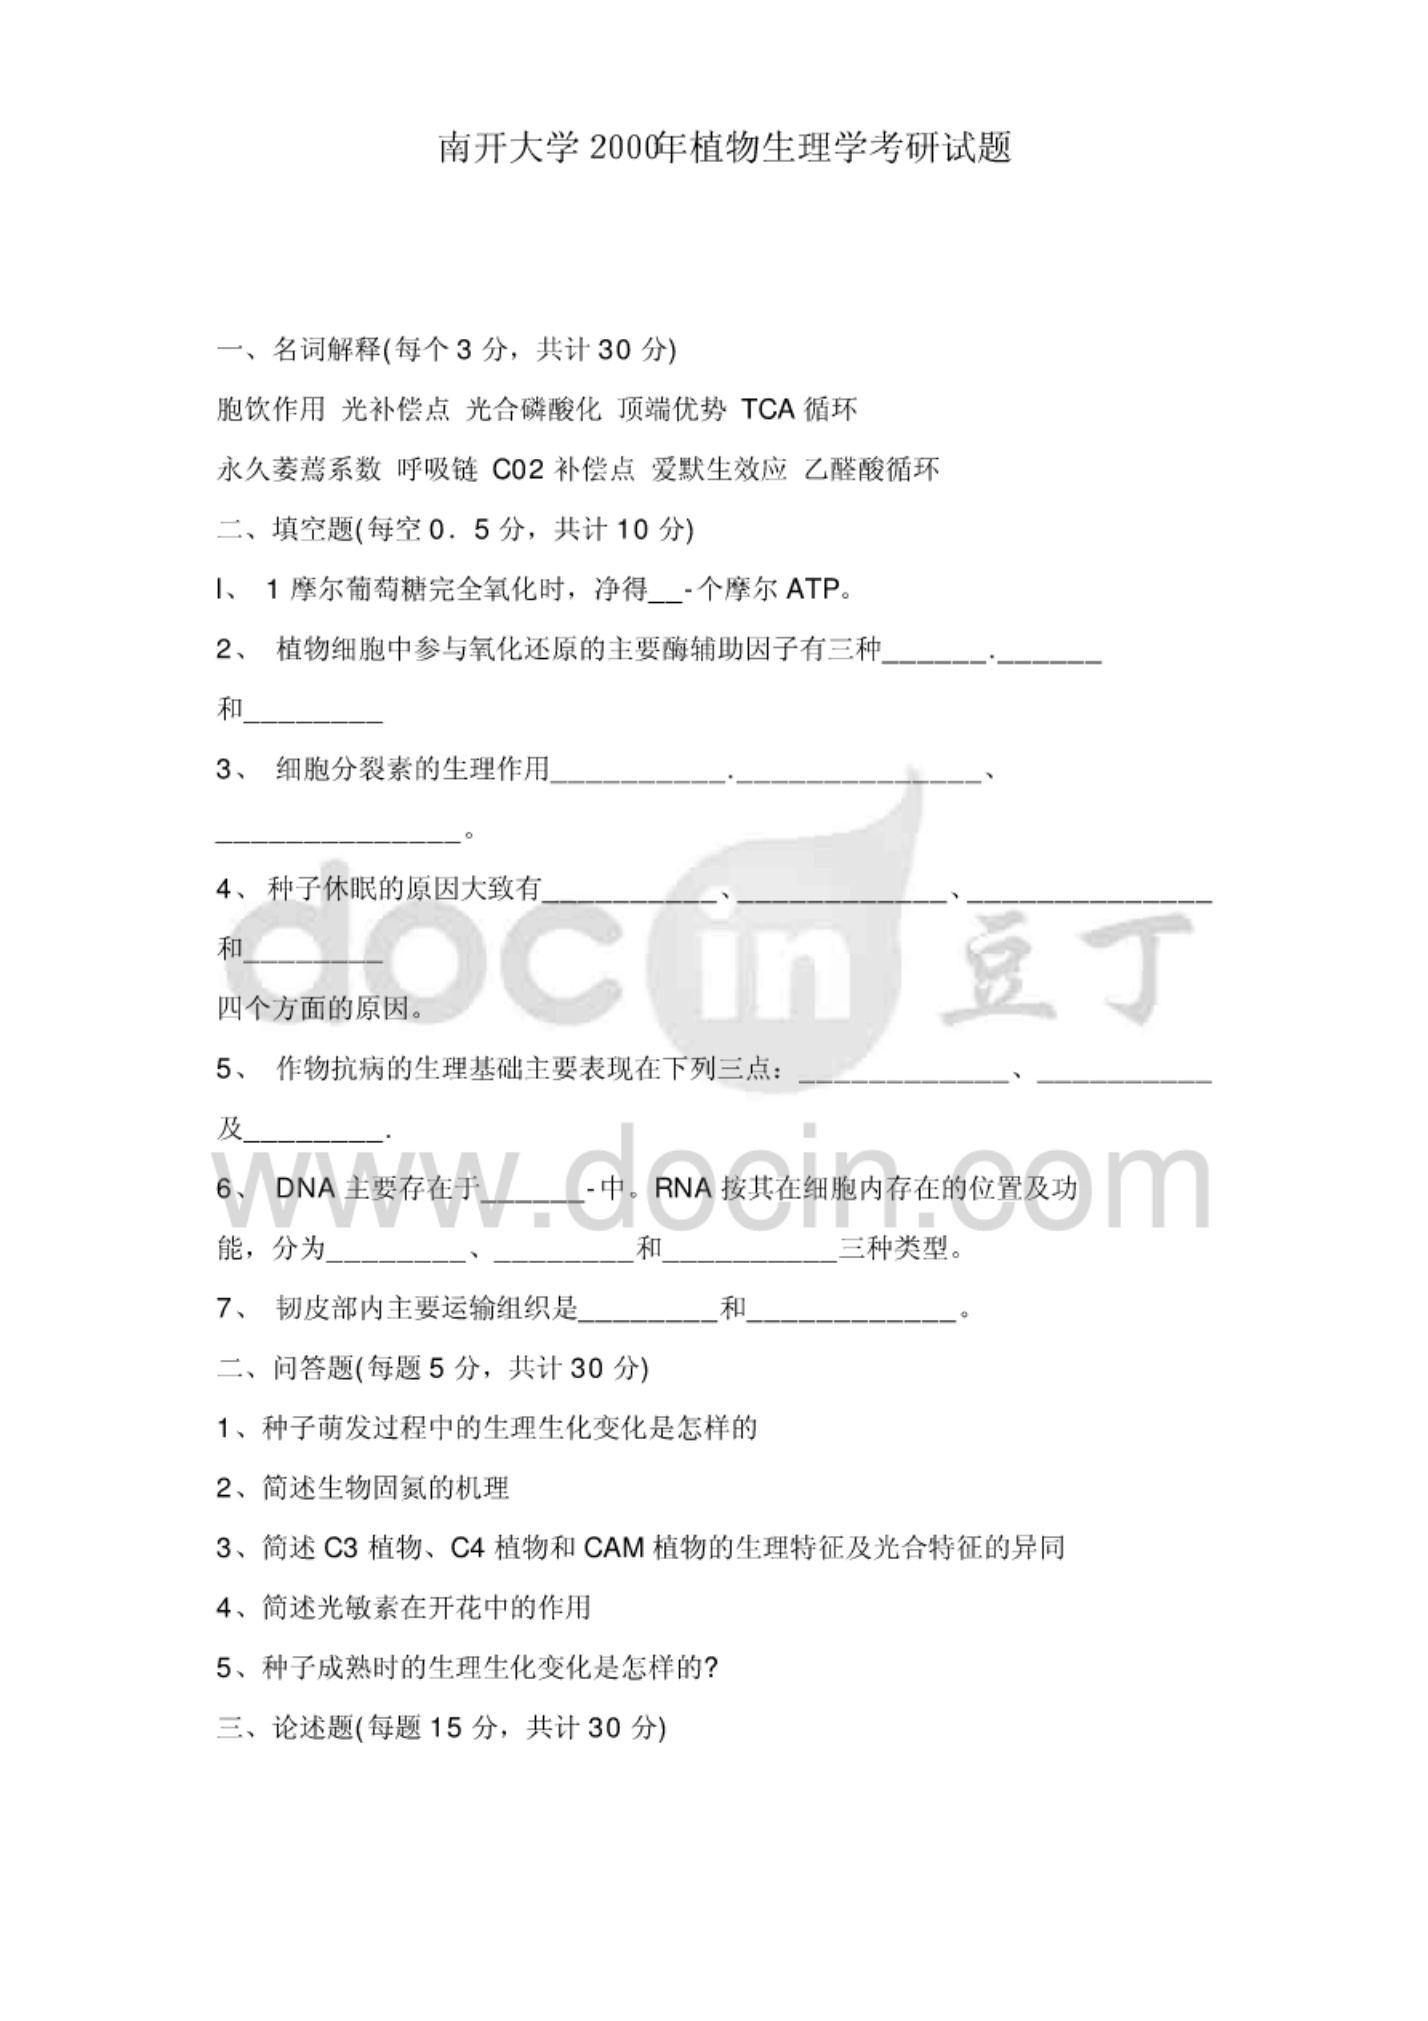 南开大学2000年植物生理学考研试题
一、名词解释(每个3分，共计30分)
胞饮作用 光补偿点 光合磷酸化 顶端优势 TCA循环
永久萎蔫系数 呼吸链 C02补偿点 爱默生效应 乙醛酸循环
二、填空题(每空0．5分，共计10分)
l、 1摩尔葡萄糖完全氧化时，净得__-个摩尔ATP。
2、 植物细胞中参与氧化还原的主要酶辅助因子有三种______.______
和________
3、 细胞分裂素的生理作用__________.______________、
______________。
4、种子休眠的原因大致有__________、____________、______________
和________
四个方面的原因。
5、 作物抗病的生理基础主要表现在下列三点：____________、__________
及________.
6、 DNA主要存在于______-中。RNA按其在细胞内存在的位置及功
能，分为________、________和__________三种类型。
7、 韧皮部内主要运输组织是________和____________。
二、问答题(每题5分，共计30分)
1、种子萌发过程中的生理生化变化是怎样的
2、简述生物固氮的机理
3、简述C3植物、C4植物和CAM植物的生理特征及光合特征的异同
4、简述光敏素在开花中的作用
5、种子成熟时的生理生化变化是怎样的?
三、论述题(每题15分，共计30分)
docin 豆丁
www.docin.com